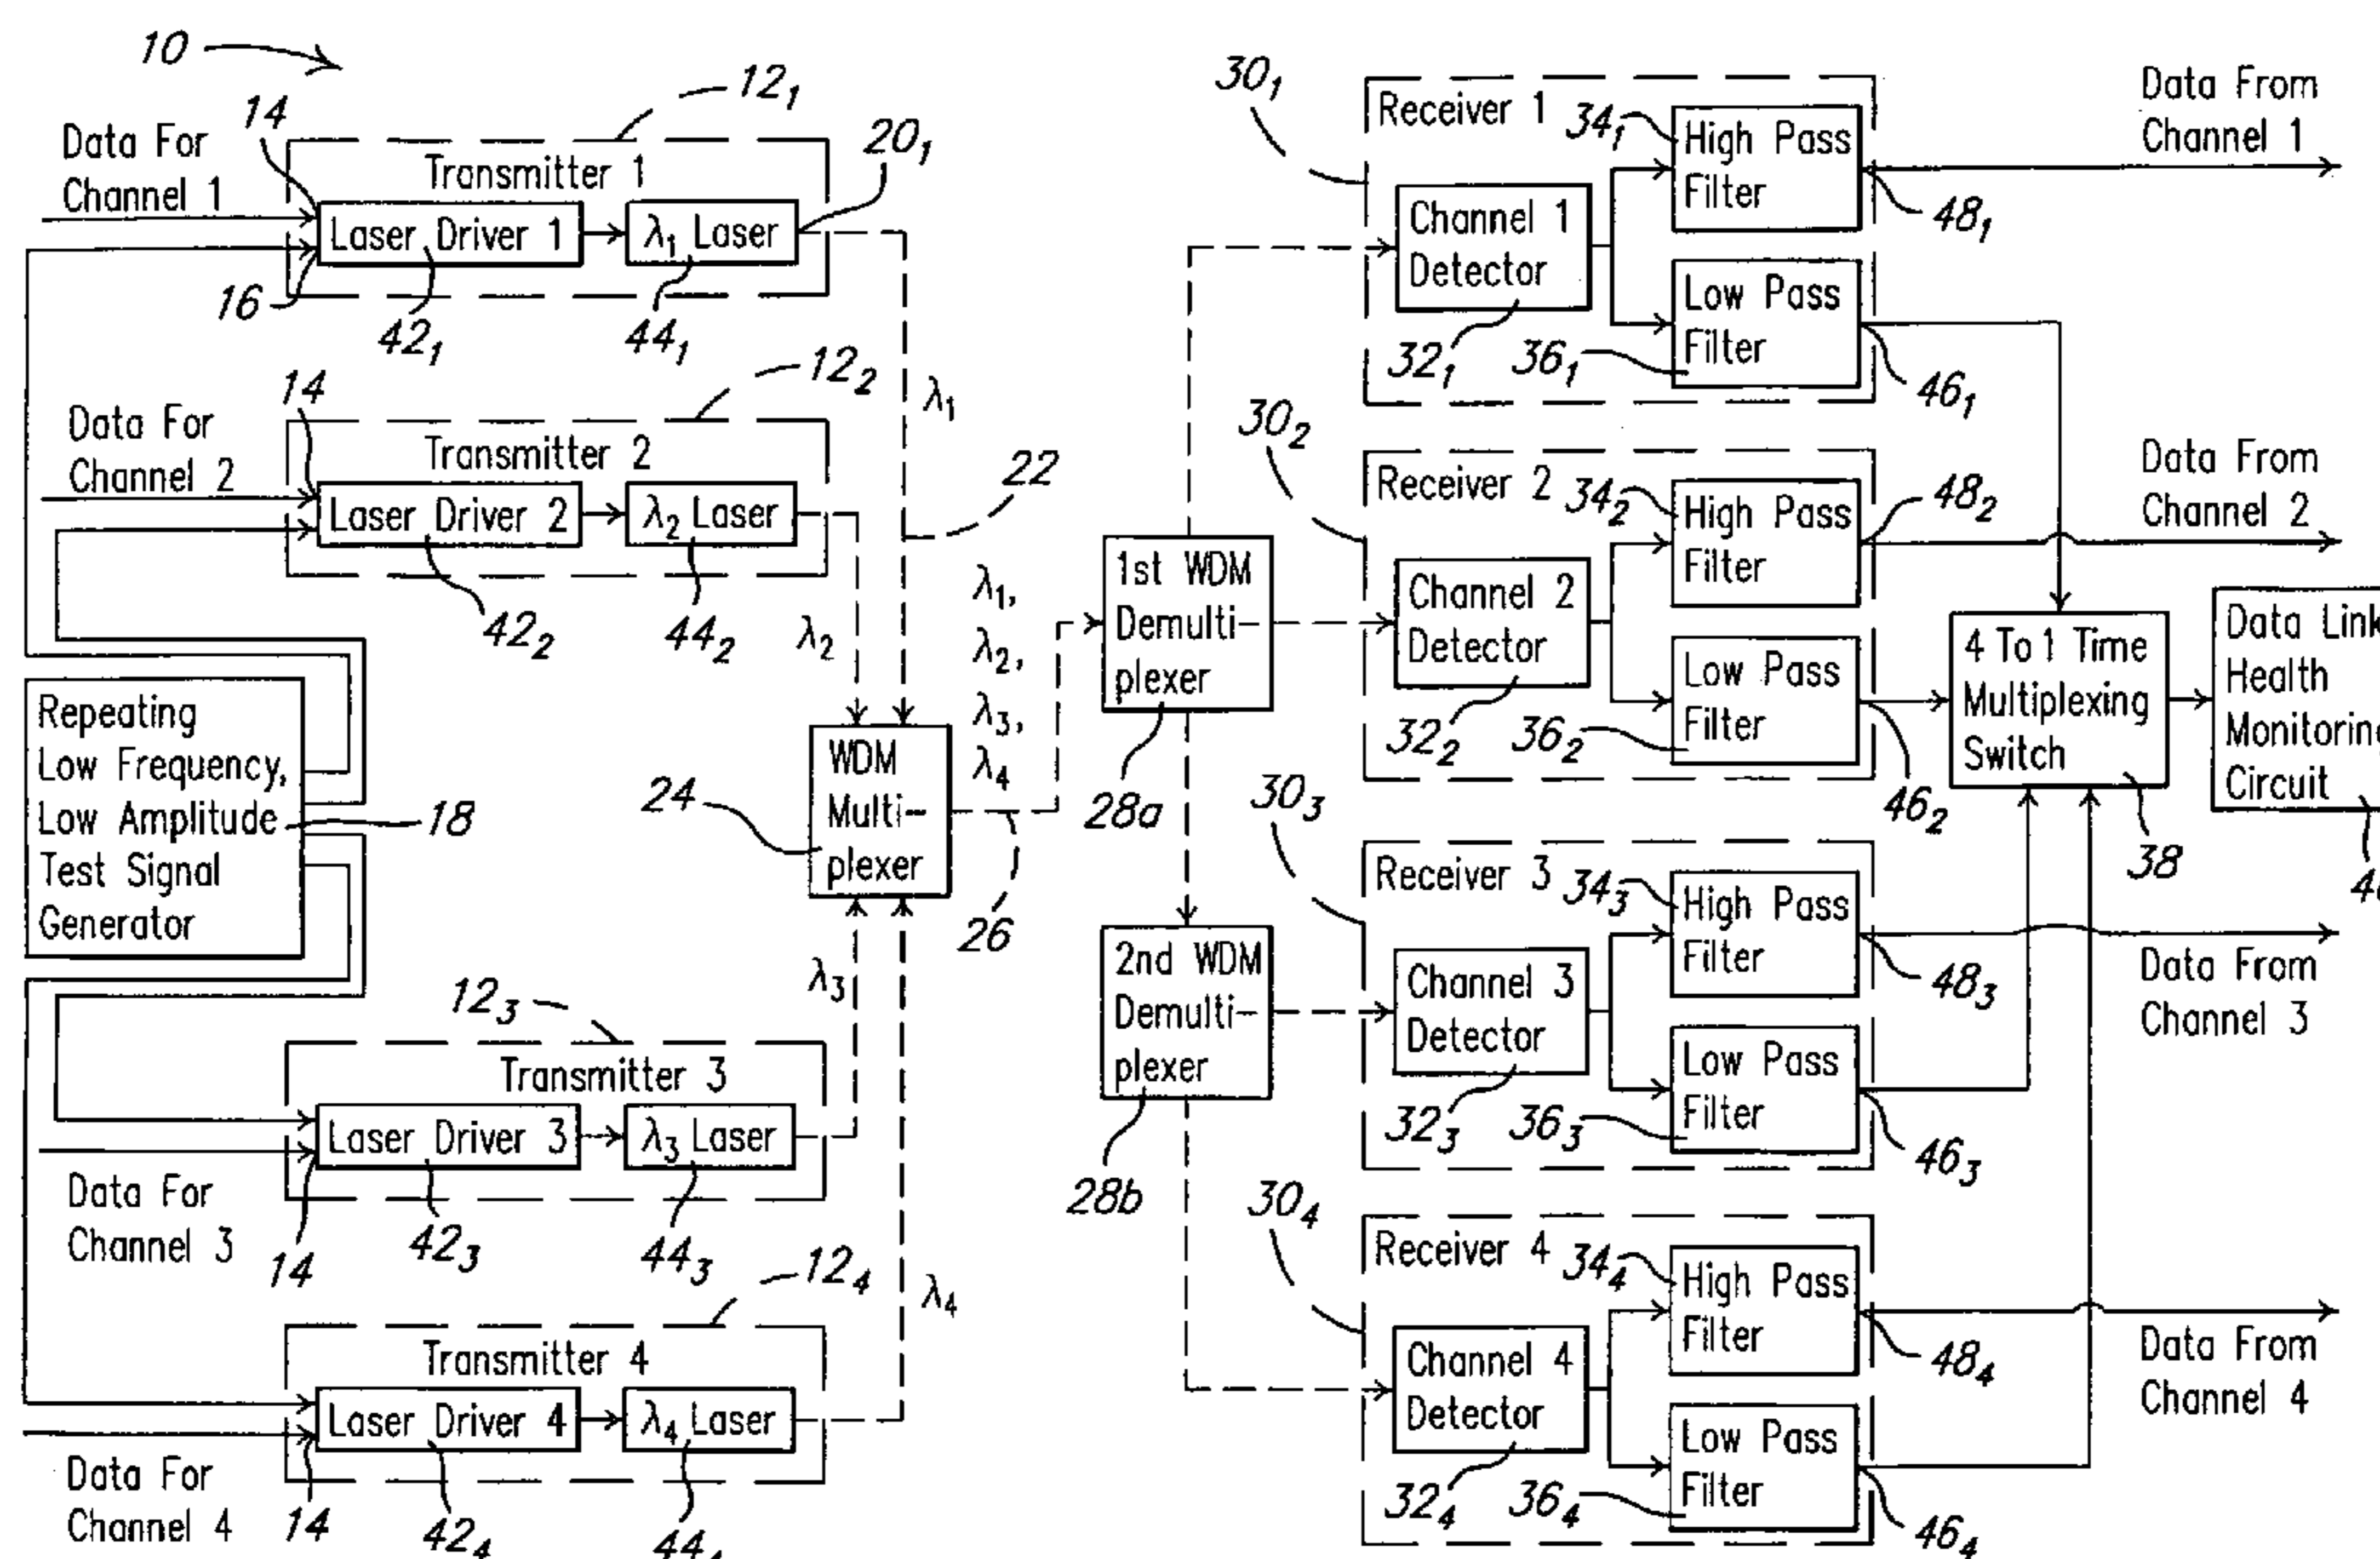 10
Data For
Channel 1
14
16
12₁
Transmitter 1
Laser Driver 1
λ₁ Laser
42₁
44₁
20₁
λ₁
Data For
Channel 2
14
12₂
Transmitter 2
Laser Driver 2
λ₂ Laser
42₂
44₂
λ₂
22
Repeating
Low Frequency,
Low Amplitude
Test Signal
Generator
18
WDM
Multi-
plexer
24
26
λ₁,
λ₂,
λ₃,
λ₄
12₃
Transmitter 3
Laser Driver 3
λ₃ Laser
λ₃
Data For
Channel 3
14
42₃
44₃
12₄
Transmitter 4
Laser Driver 4
λ₄ Laser
λ₄
Data For
Channel 4
14
42₄
44₄
1st WDM
Demulti-
plexer
28a
2nd WDM
Demulti-
plexer
28b
30₁
Receiver 1
Channel 1
Detector
32₁
34₁
High Pass
Filter
36₁
Low Pass
Filter
48₁
46₁
Data From
Channel 1
30₂
Receiver 2
Channel 2
Detector
32₂
34₂
High Pass
Filter
36₂
Low Pass
Filter
48₂
46₂
Data From
Channel 2
4 To 1 Time
Multiplexing
Switch
38
Data Link
Health
Monitoring
Circuit
30₃
Receiver 3
Channel 3
Detector
32₃
34₃
High Pass
Filter
36₃
Low Pass
Filter
48₃
46₃
Data From
Channel 3
30₄
Receiver 4
Channel 4
Detector
32₄
34₄
High Pass
Filter
36₄
Low Pass
Filter
48₄
46₄
Data From
Channel 4